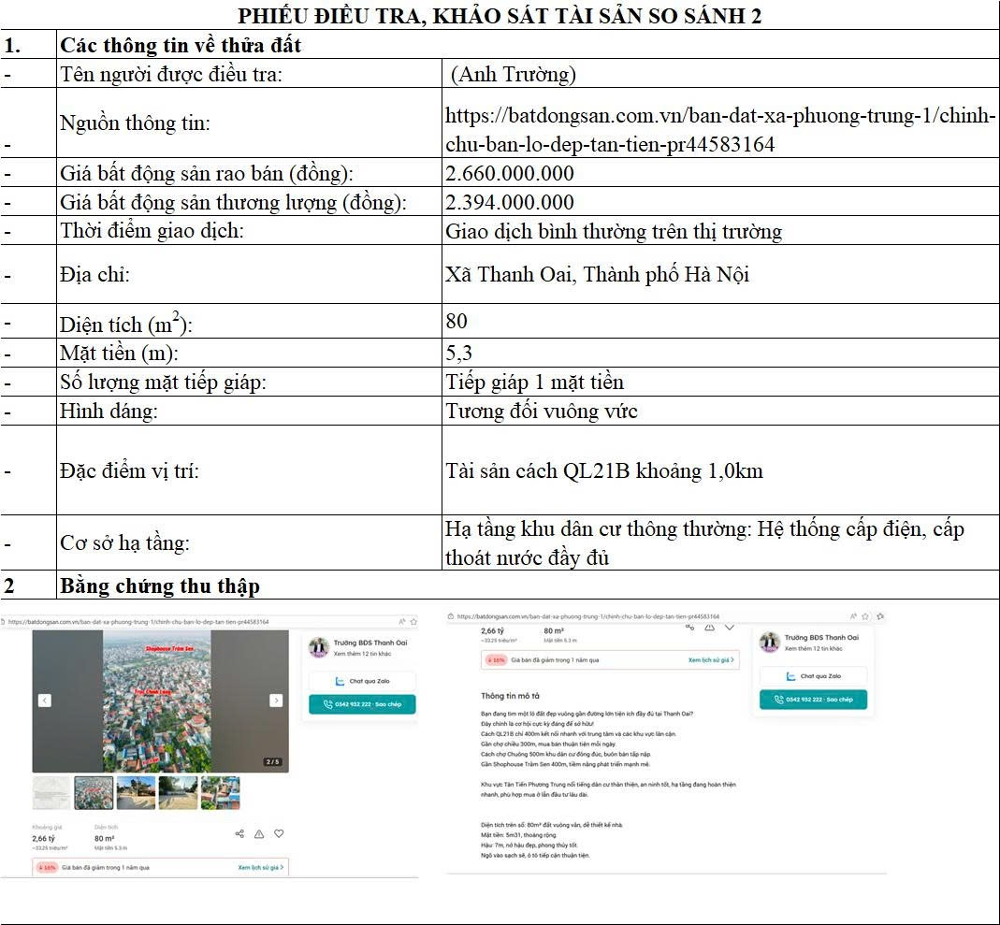 PHIẾU ĐIỀU TRA, KHẢO SÁT TÀI SẢN SO SÁNH 2
1. Các thông tin về thửa đất
- Tên người được điều tra: (Anh Trường)
- Nguồn thông tin: https://batdongsan.com.vn/ban-dat-xa-phuong-trung-1/chinh-
chu-ban-lo-dep-tan-tien-pr44583164
- Giá bất động sản rao bán (đồng): 2.660.000.000
- Giá bất động sản thương lượng (đồng): 2.394.000.000
- Thời điểm giao dịch: Giao dịch bình thường trên thị trường
- Địa chỉ: Xã Thanh Oai, Thành phố Hà Nội
- Diện tích (m²): 80
- Mặt tiền (m): 5,3
- Số lượng mặt tiếp giáp: Tiếp giáp 1 mặt tiền
- Hình dáng: Tương đối vuông vức
- Đặc điểm vị trí: Tài sản cách QL21B khoảng 1,0km
- Cơ sở hạ tầng: Hạ tầng khu dân cư thông thường: Hệ thống cấp điện, cấp
thoát nước đầy đủ
2 Bằng chứng thu thập
https://batdongsan.com.vn/ban-dat-xa-phuong-trung-1/chinh-chu-ban-lo-dep-tan-tien-pr44583164
Shophouse Trầm Sen
2 / 5
Trường BĐS Thanh Oai
Xem thêm 12 tin khác
Chat qua Zalo
0342 932 222 · Sao chép
Khoảng giá
Diện tích
2,66 tỷ
80 m²
~33,25 triệu/m²
Mặt tiền 5.3 m
16%
Giá bán đã giảm trong 1 năm qua
Xem lịch sử giá
https://batdongsan.com.vn/ban-dat-xa-phuong-trung-1/chinh-chu-ban-lo-dep-tan-tien-pr44583164
2,66 tỷ
80 m²
~33,25 triệu/m²
Mặt tiền 5.3 m
16%
Giá bán đã giảm trong 1 năm qua
Xem lịch sử giá
Trường BĐS Thanh Oai
Xem thêm 12 tin khác
Chat qua Zalo
0342 932 222 · Sao chép
Thông tin mô tả
Bạn đang tìm một lô đất đẹp vuông gần đường lớn tiện ích đầy đủ tại Thanh Oai?
Đây chính là cơ hội cực kỳ đáng để sở hữu!
Cách QL21B chỉ 400m kết nối nhanh với trung tâm và các khu vực lân cận.
Gần chợ chiều 300m, mua bán thuận tiện mỗi ngày.
Cách chợ Chuông 500m khu dân cư đông đúc, buôn bán tấp nập.
Gần Shophouse Trầm Sen 400m, tiềm năng phát triển mạnh mẽ.
Khu vực Tân Tiến Phương Trung nổi tiếng dân cư thân thiện, an ninh tốt, hạ tầng đang hoàn thiện
nhanh, phù hợp mua ở lẫn đầu tư lâu dài.
Diện tích trên sổ: 80m² đất vuông vắn, dễ thiết kế nhà.
Mặt tiền: 5m31, thoáng rộng.
Hậu: 7m, nở hậu đẹp, phong thủy tốt.
Ngõ vào sạch sẽ, ô tô tiếp cận thuận tiện.